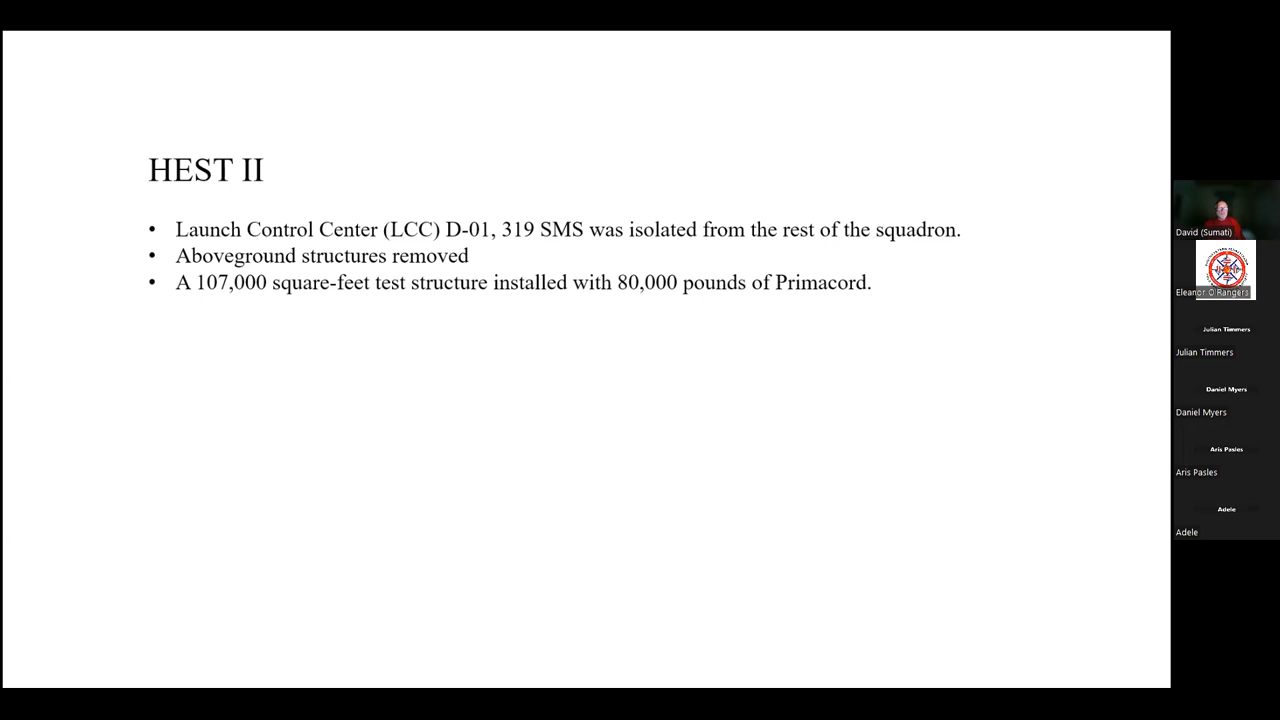 HEST II
• Launch Control Center (LCC) D-01, 319 SMS was isolated from the rest of the squadron.
• Aboveground structures removed
• A 107,000 square-feet test structure installed with 80,000 pounds of Primacord.
David (Sumati)
Eleanor O'Rangers
Julian Timmers
Julian Timmers
Daniel Myers
Daniel Myers
Aris Pasles
Aris Pasles
Adele
Adele